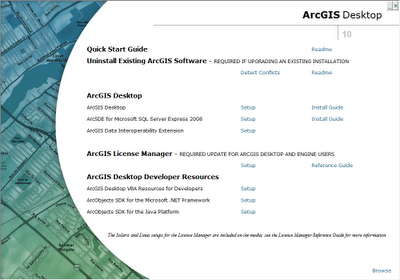 ArcGIS Desktop
10
Quick Start Guide Readme
Uninstall Existing ArcGIS Software - REQUIRED IF UPGRADING AN EXISTING INSTALLATION
Detect Conflicts Readme
ArcGIS Desktop
ArcGIS Desktop Setup Install Guide
ArcSDE for Microsoft SQL Server Express 2008 Setup Install Guide
ArcGIS Data Interoperability Extension Setup
ArcGIS License Manager - REQUIRED UPDATE FOR ARCGIS DESKTOP AND ENGINE USERS
Setup Reference Guide
ArcGIS Desktop Developer Resources
ArcGIS Desktop VBA Resources for Developers Setup
ArcObjects SDK for the Microsoft .NET Framework Setup
ArcObjects SDK for the Java Platform Setup
The Solaris and Linux setups for the License Manager are included on the media, see the License Manager Reference Guide for more information.
Browse